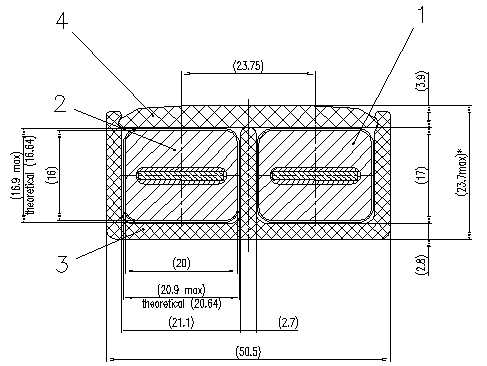 1
4
(23.75)
(3.9)
2
(16.9 max)
theoretical (16.64)
(16)
(17)
(23.7max)*
3
(2.8)
(20)
(20.9 max)
theoretical (20.64)
(21.1)
(2.7)
(50.5)